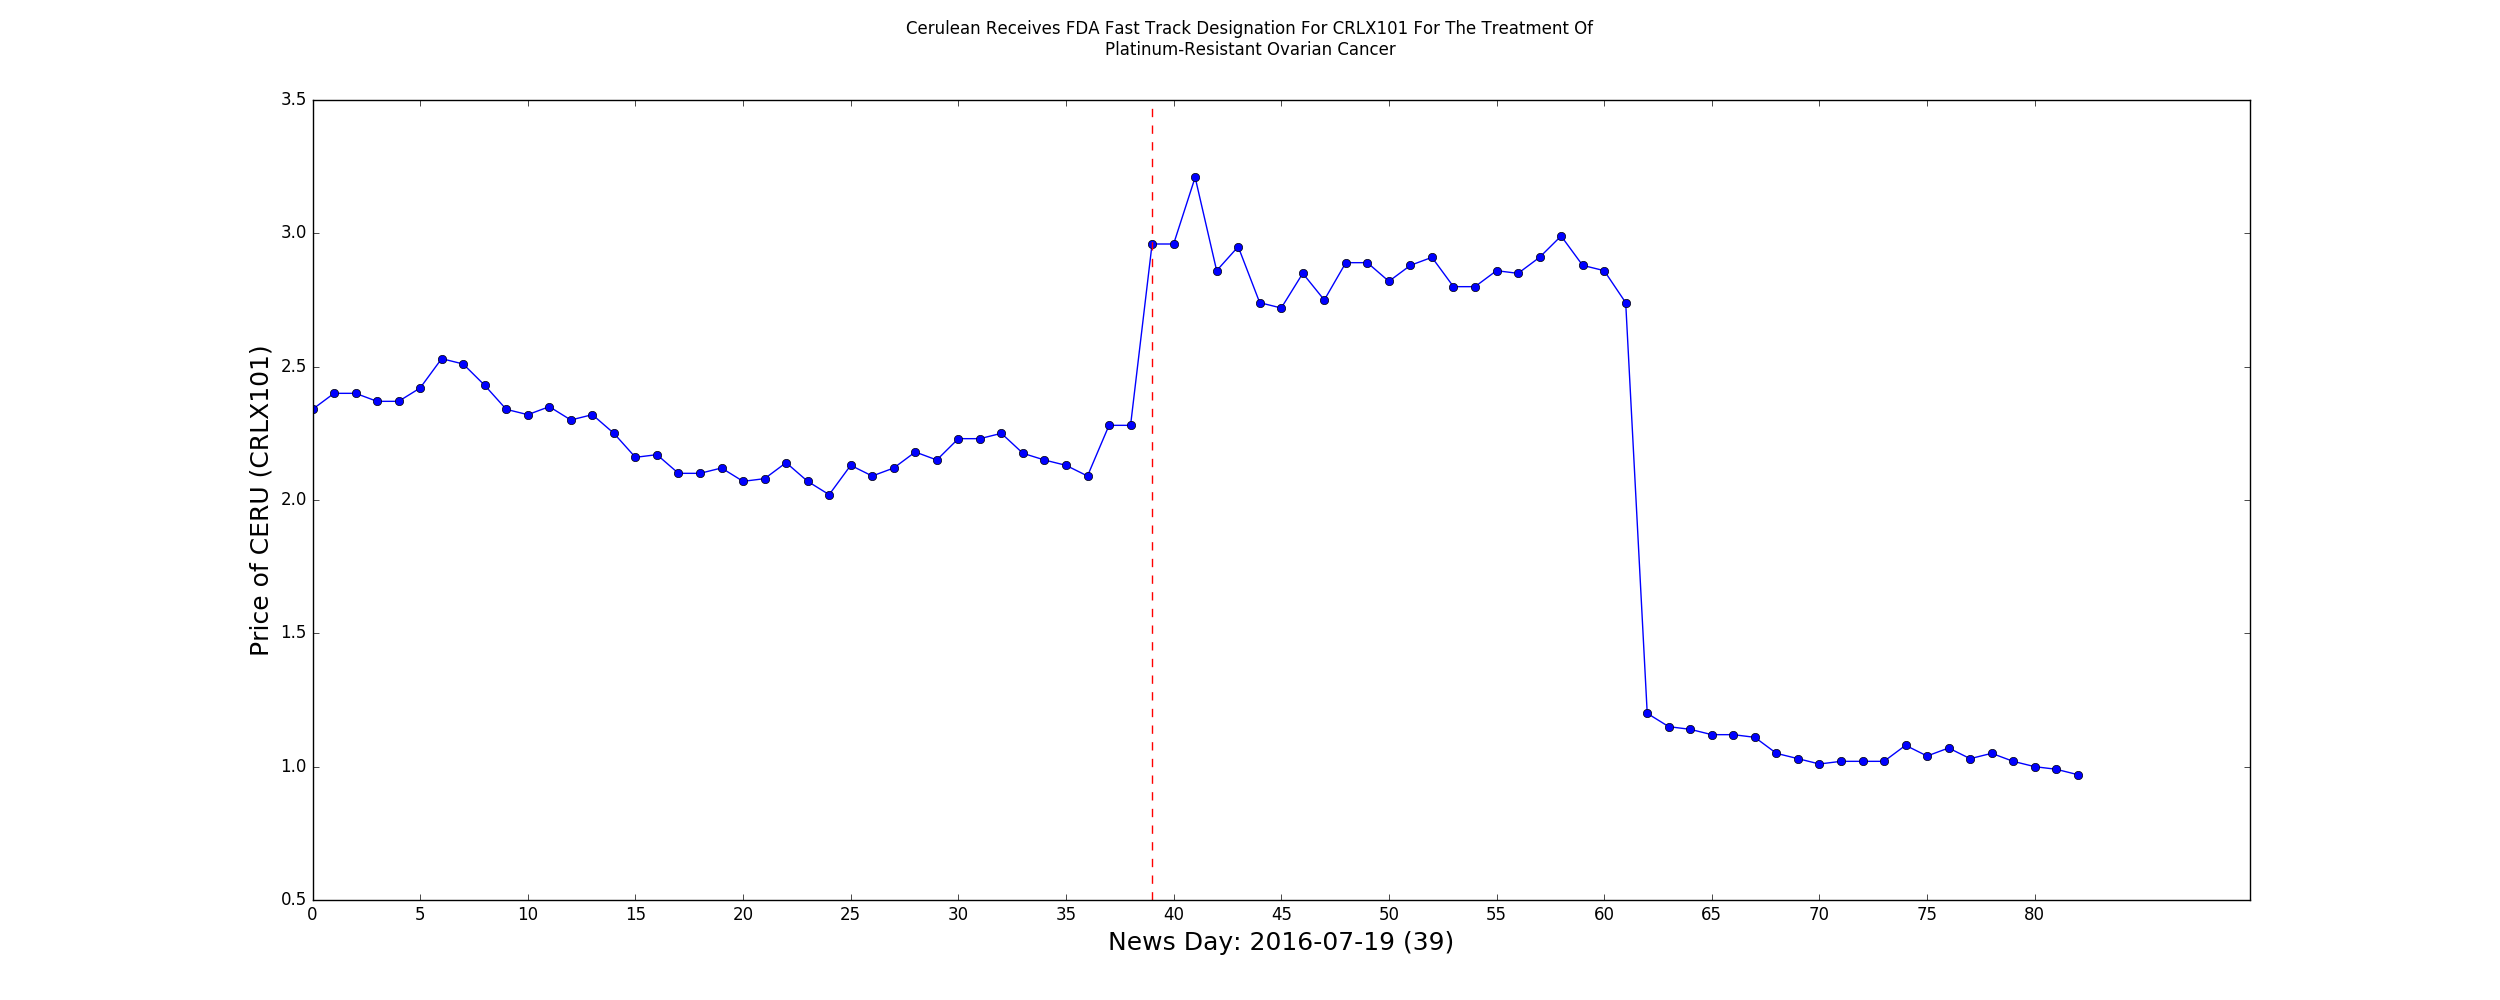 Cerulean Receives FDA Fast Track Designation For CRLX101 For The Treatment Of
Platinum-Resistant Ovarian Cancer
Price of CERU (CRLX101)
3.5
3.0
2.5
2.0
1.5
1.0
0.5
0 5 10 15 20 25 30 35 40 45 50 55 60 65 70 75 80
News Day: 2016-07-19 (39)